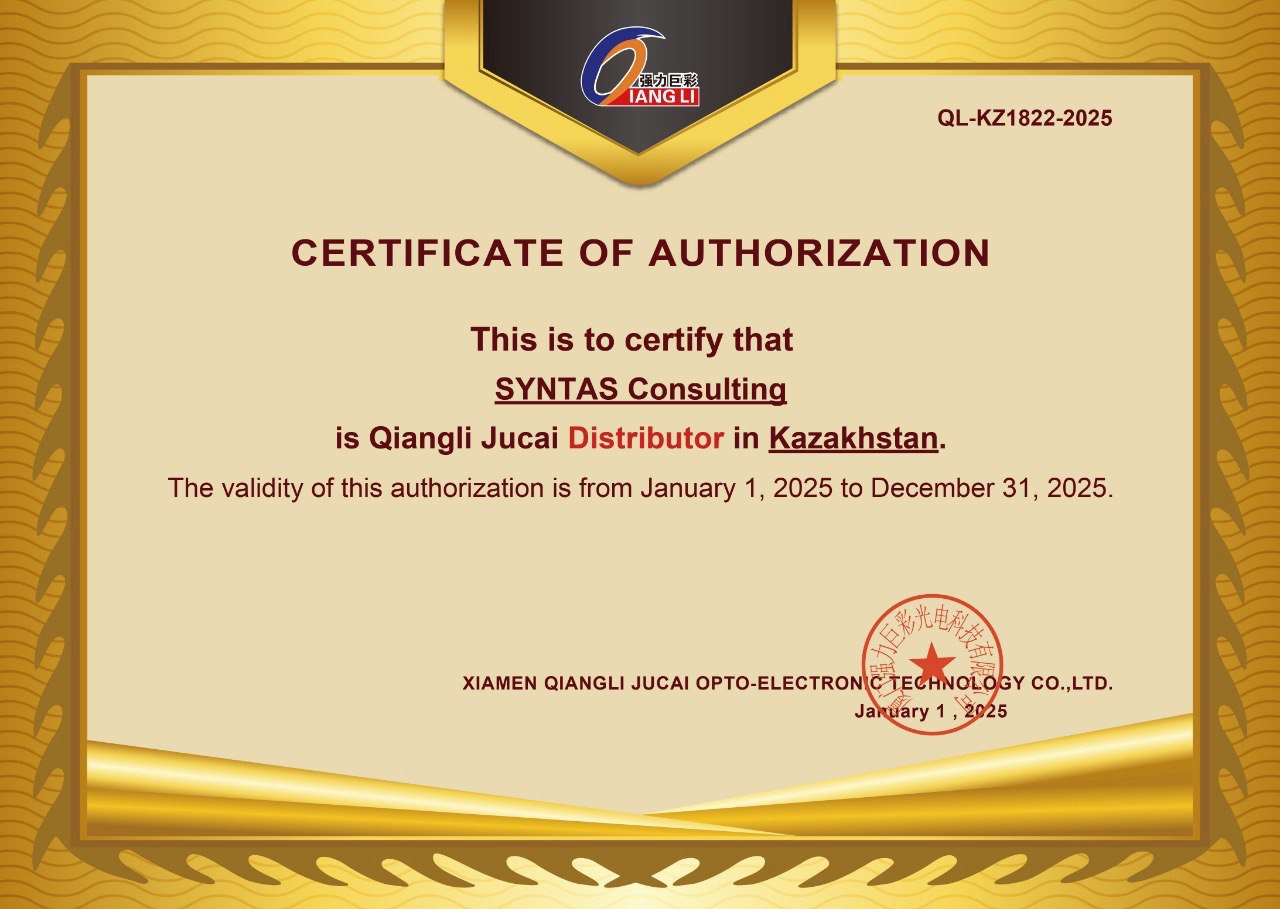 强力巨彩
QIANG LI
QL-KZ1822-2025
CERTIFICATE OF AUTHORIZATION
This is to certify that
SYNTAS Consulting
is Qiangli Jucai Distributor in Kazakhstan.
The validity of this authorization is from January 1, 2025 to December 31, 2025.
厦门强力巨彩光电科技有限公司
XIAMEN QIANGLI JUCAI OPTO-ELECTRONIC TECHNOLOGY CO.,LTD.
January 1 , 2025